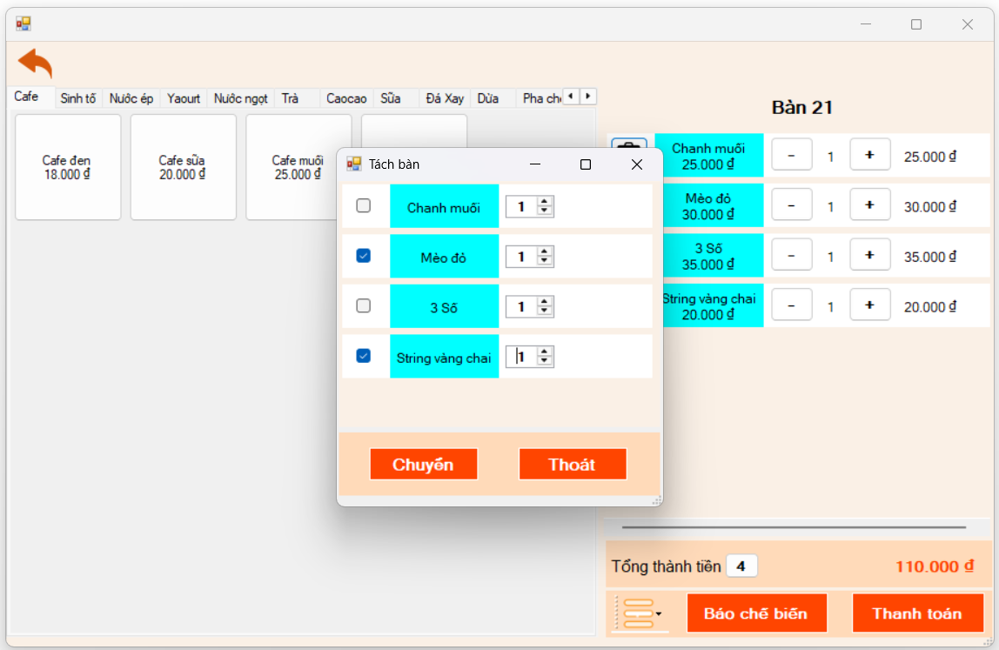 Cafe
Sinh tố
Nước ép
Yaourt
Nước ngọt
Trà
Caocao
Sữa
Đá Xay
Dừa
Pha ch
Cafe đen
18.000 ₫
Cafe sữa
20.000 ₫
Cafe muối
25.000 ₫
Bàn 21
Chanh muối
25.000 ₫
-
1
+
25.000 ₫
Mèo đỏ
30.000 ₫
-
1
+
30.000 ₫
3 Số
35.000 ₫
-
1
+
35.000 ₫
String vàng chai
20.000 ₫
-
1
+
20.000 ₫
Tách bàn
Chanh muối
1
Mèo đỏ
1
3 Số
1
String vàng chai
1
Chuyển
Thoát
Tổng thành tiền 4
110.000 ₫
Báo chế biến
Thanh toán